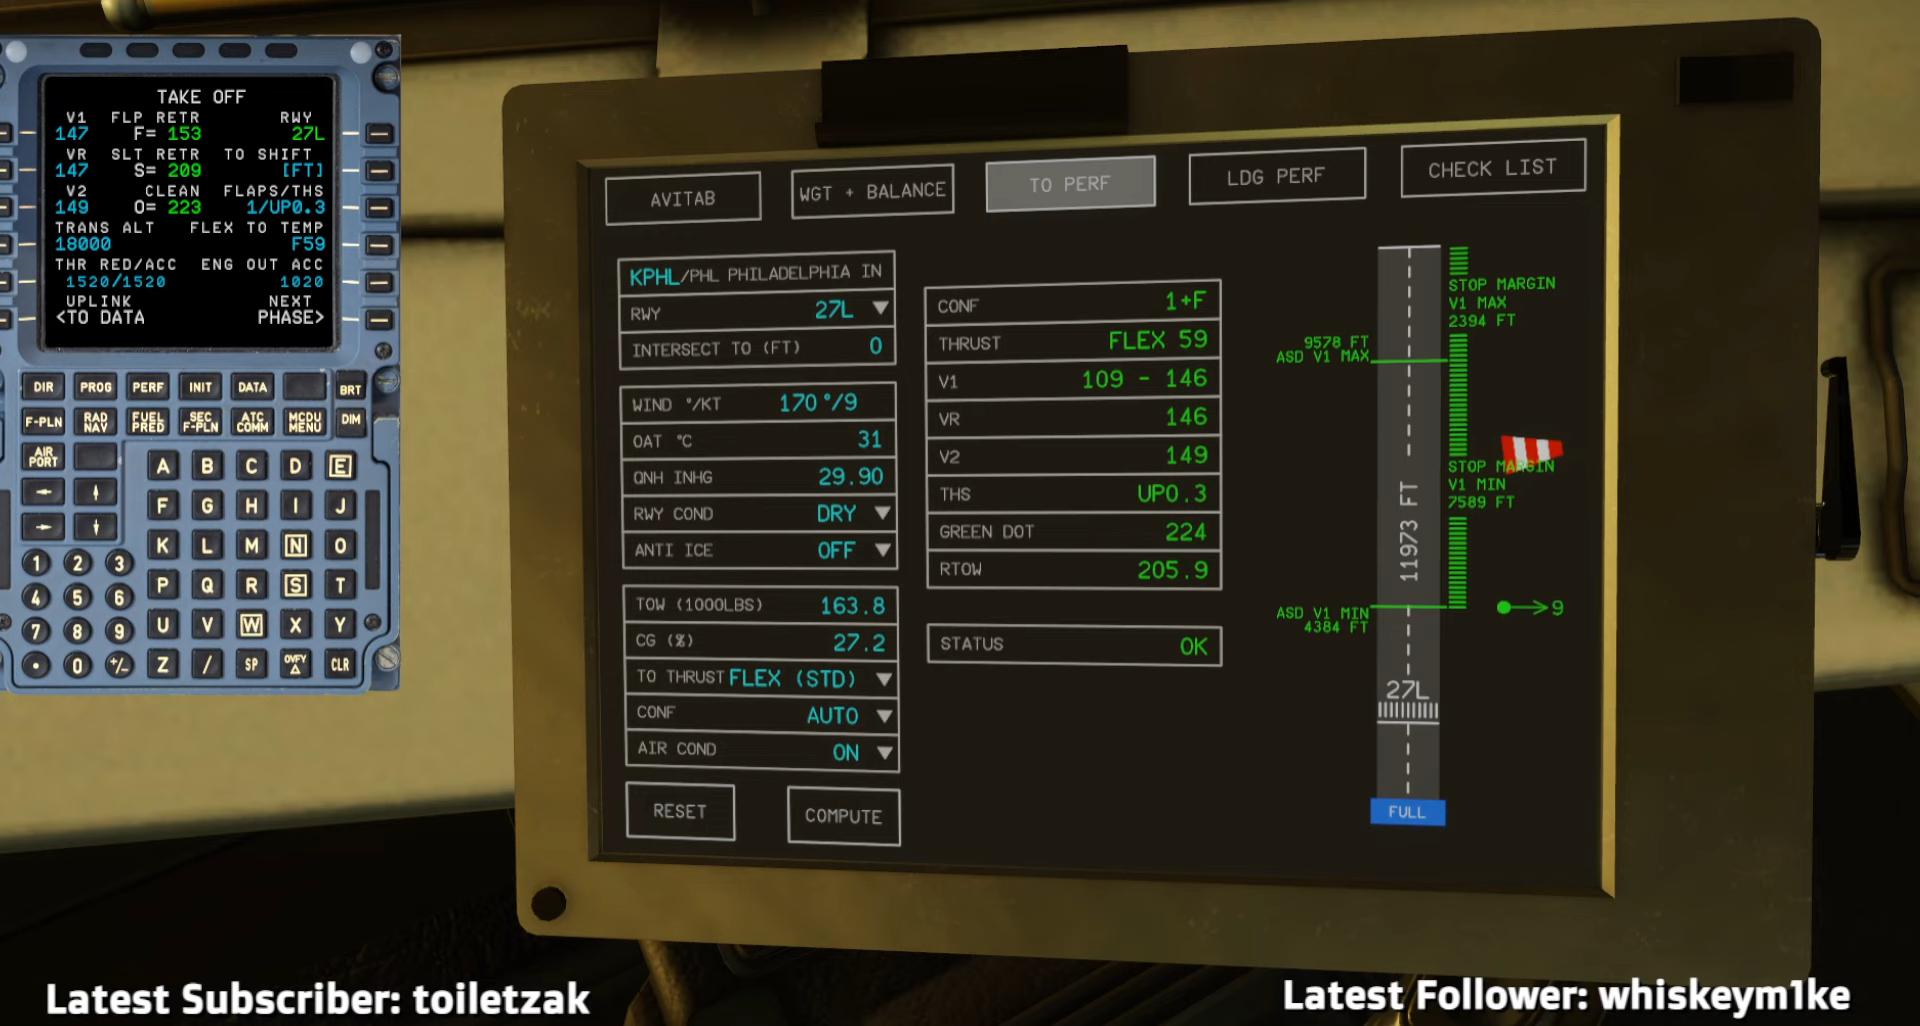 TAKE OFF
V1 FLP RETR RWY
147 F= 153 27L
VR SLT RETR TO SHIFT
147 S= 209 [FT]
V2 CLEAN FLAPS/THS
149 O= 223 1/UP0.3
TRANS ALT FLEX TO TEMP
18000 F59
THR RED/ACC ENG OUT ACC
1520/1520 1020
UPLINK NEXT
<TO DATA PHASE>
DIR PROG PERF INIT DATA BRT
F-PLN RAD NAV FUEL PRED SEC F-PLN ATC COMM MCDU MENU DIM
AIR PORT
A B C D E
← ↑
F G H I J
→ ↓
K L M N O
1 2 3
P Q R S T
4 5 6
U V W X Y
7 8 9
Z / SP OVFY △ CLR
• 0 +/-
AVITAB
WGT + BALANCE
TO PERF
LDG PERF
CHECK LIST
KPHL/PHL PHILADELPHIA IN
RWY 27L ▼
INTERSECT TO (FT) 0
WIND °/KT 170°/9
OAT °C 31
QNH INHG 29.90
RWY COND DRY ▼
ANTI ICE OFF ▼
TOW (1000LBS) 163.8
CG (%) 27.2
TO THRUST FLEX (STD) ▼
CONF AUTO ▼
AIR COND ON ▼
RESET
COMPUTE
CONF 1+F
THRUST FLEX 59
V1 109 - 146
VR 146
V2 149
THS UP0.3
GREEN DOT 224
RTOW 205.9
STATUS OK
STOP MARGIN
V1 MAX
2394 FT
9578 FT
ASD V1 MAX
STOP MARGIN
V1 MIN
7589 FT
11973 FT
ASD V1 MIN
4384 FT
9
27L
FULL
Latest Subscriber: toiletzak
Latest Follower: whiskeym1ke